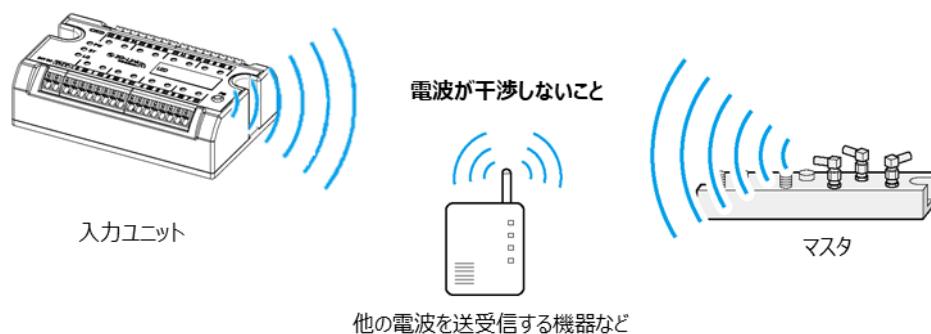 電波が干渉しないこと
入力ユニット
マスタ
他の電波を送受信する機器など